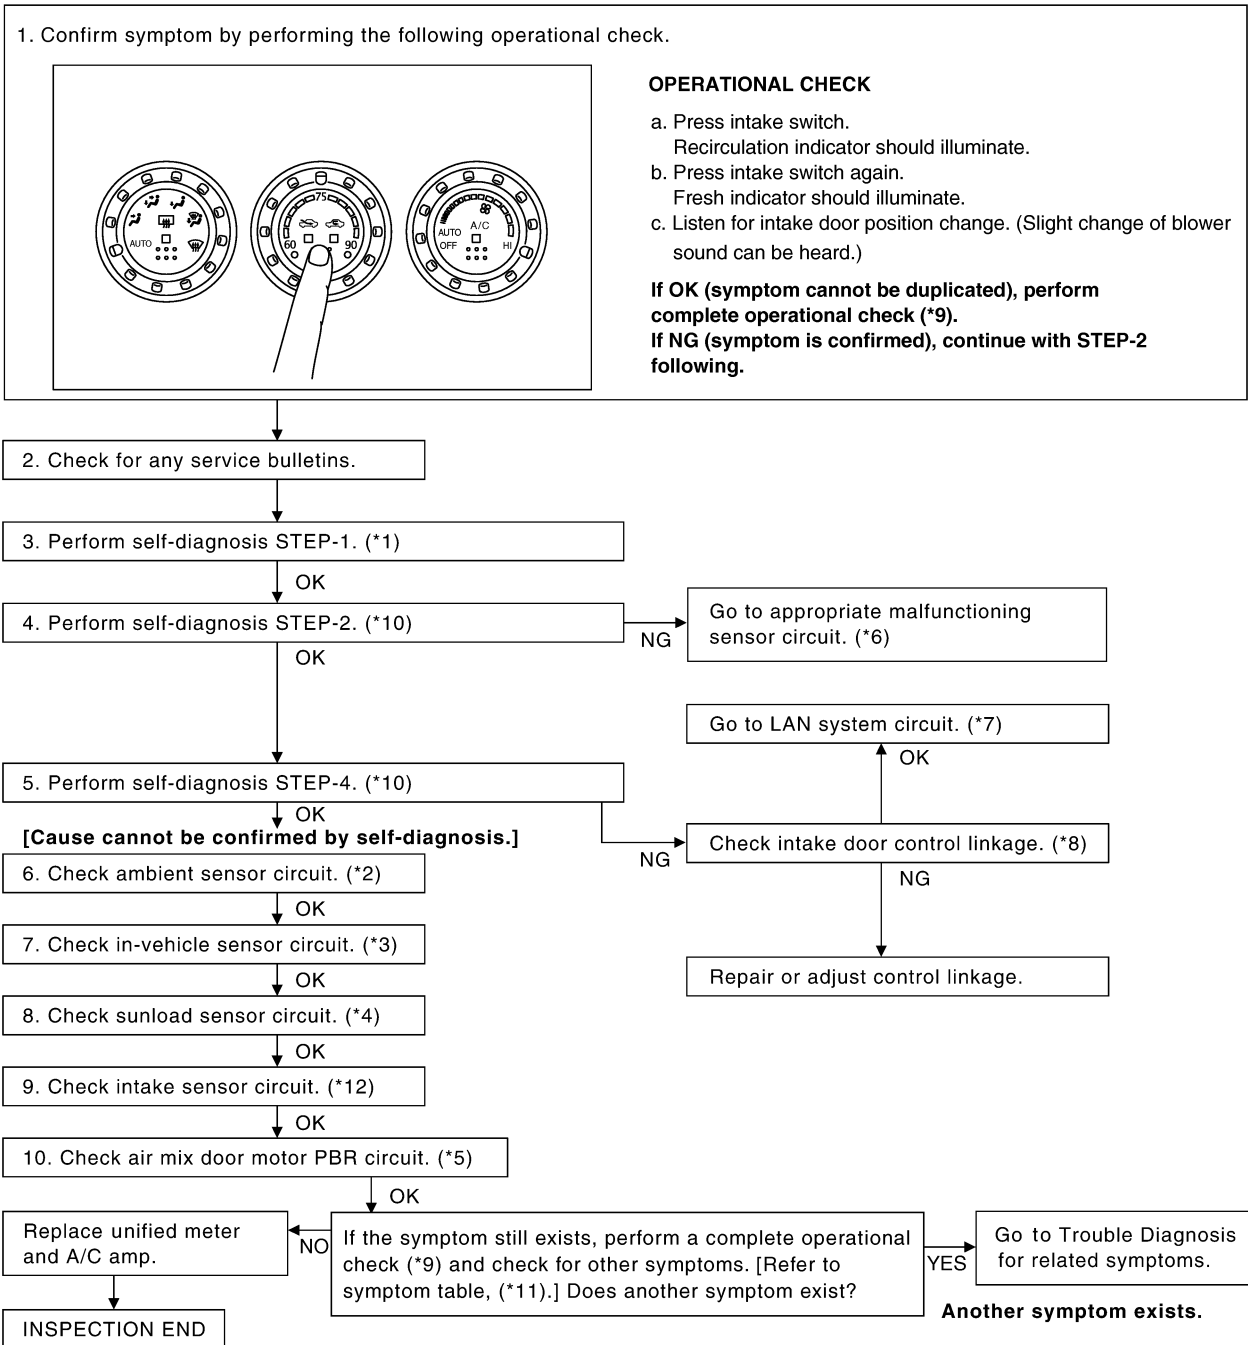 1. Confirm symptom by performing the following operational check.
AUTO
75
60
90
A/C
AUTO
OFF
HI
OPERATIONAL CHECK
a. Press intake switch.
Recirculation indicator should illuminate.
b. Press intake switch again.
Fresh indicator should illuminate.
c. Listen for intake door position change. (Slight change of blower
sound can be heard.)
If OK (symptom cannot be duplicated), perform
complete operational check (*9).
If NG (symptom is confirmed), continue with STEP-2
following.
2. Check for any service bulletins.
3. Perform self-diagnosis STEP-1. (*1)
OK
4. Perform self-diagnosis STEP-2. (*10)
NG
Go to appropriate malfunctioning
sensor circuit. (*6)
OK
5. Perform self-diagnosis STEP-4. (*10)
Go to LAN system circuit. (*7)
OK
NG
Check intake door control linkage. (*8)
NG
Repair or adjust control linkage.
OK
[Cause cannot be confirmed by self-diagnosis.]
6. Check ambient sensor circuit. (*2)
OK
7. Check in-vehicle sensor circuit. (*3)
OK
8. Check sunload sensor circuit. (*4)
OK
9. Check intake sensor circuit. (*12)
OK
10. Check air mix door motor PBR circuit. (*5)
OK
If the symptom still exists, perform a complete operational
check (*9) and check for other symptoms. [Refer to
symptom table, (*11).] Does another symptom exist?
NO
Replace unified meter
and A/C amp.
INSPECTION END
YES
Go to Trouble Diagnosis
for related symptoms.
Another symptom exists.